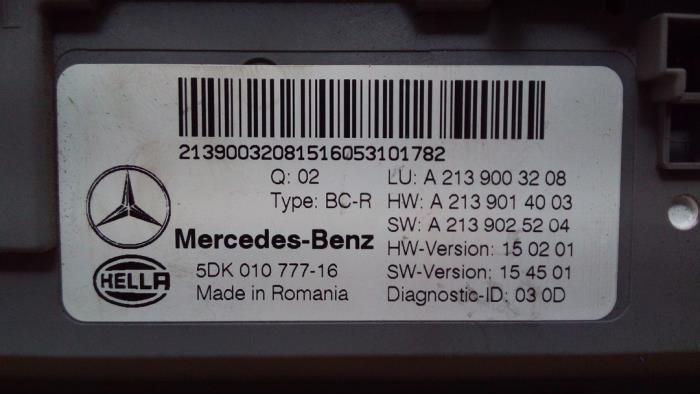 21390032081516053101782
Q: 02
LU: A 213 900 32 08
Type: BC-R
HW: A 213 901 40 03
SW: A 213 902 52 04
Mercedes-Benz
HW-Version: 15 02 01
5DK 010 777-16
SW-Version: 15 45 01
HELLA
Made in Romania
Diagnostic-ID: 03 0D